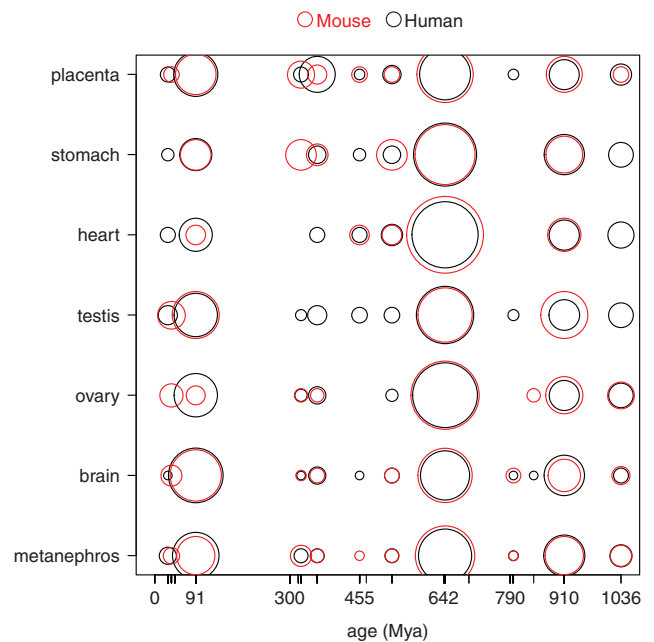 Mouse Human
placenta
stomach
heart
testis
ovary
brain
metanephros
0 91 300 455 642 790 910 1036
age (Mya)